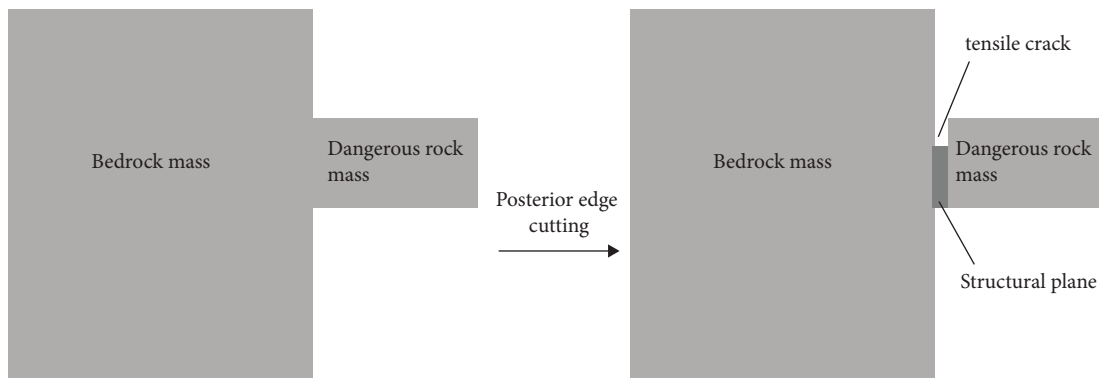 Bedrock mass
Dangerous rock
mass
Posterior edge
cutting
tensile crack
Bedrock mass
Dangerous rock
mass
Structural plane